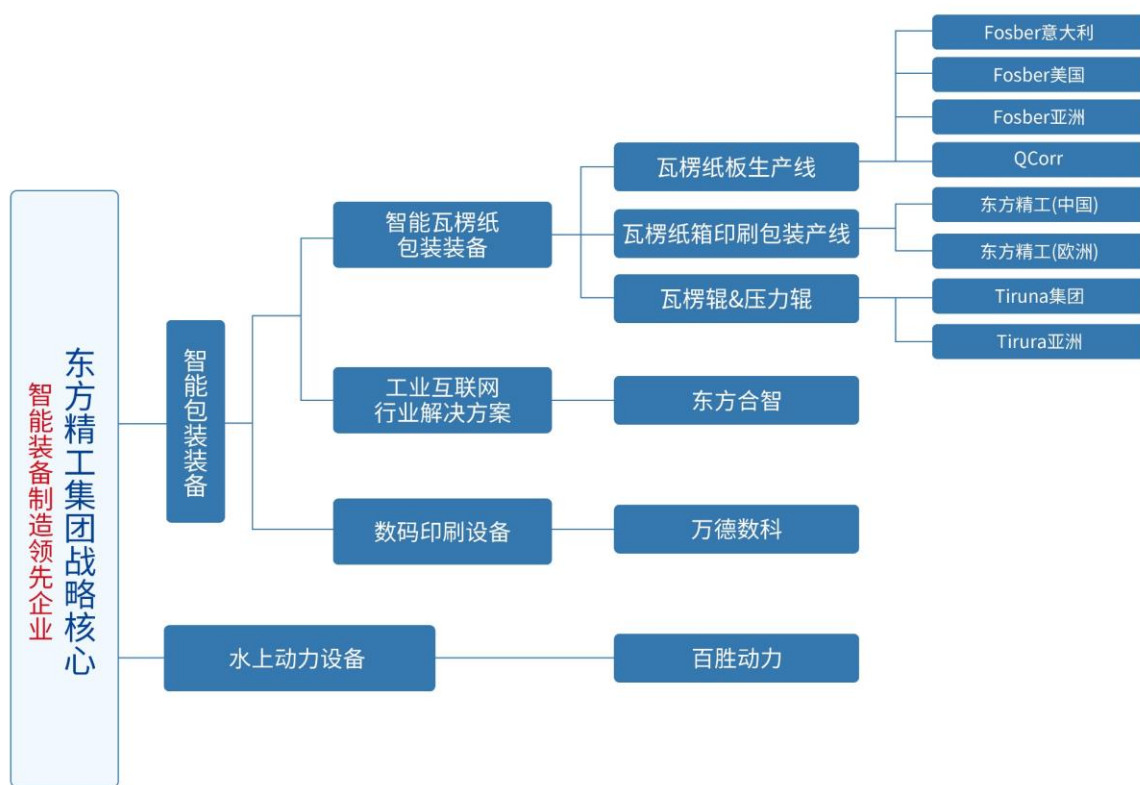 东方精工集团战略核心
智能装备制造领先企业
智能包装装备
智能瓦楞纸
包装装备
瓦楞纸板生产线
Fosber意大利
Fosber美国
Fosber亚洲
QCorr
瓦楞纸箱印刷包装产线
东方精工(中国)
东方精工(欧洲)
瓦楞辊&压力辊
Tiruna集团
Tirura亚洲
工业互联网
行业解决方案
东方合智
数码印刷设备
万德数科
水上动力设备
百胜动力